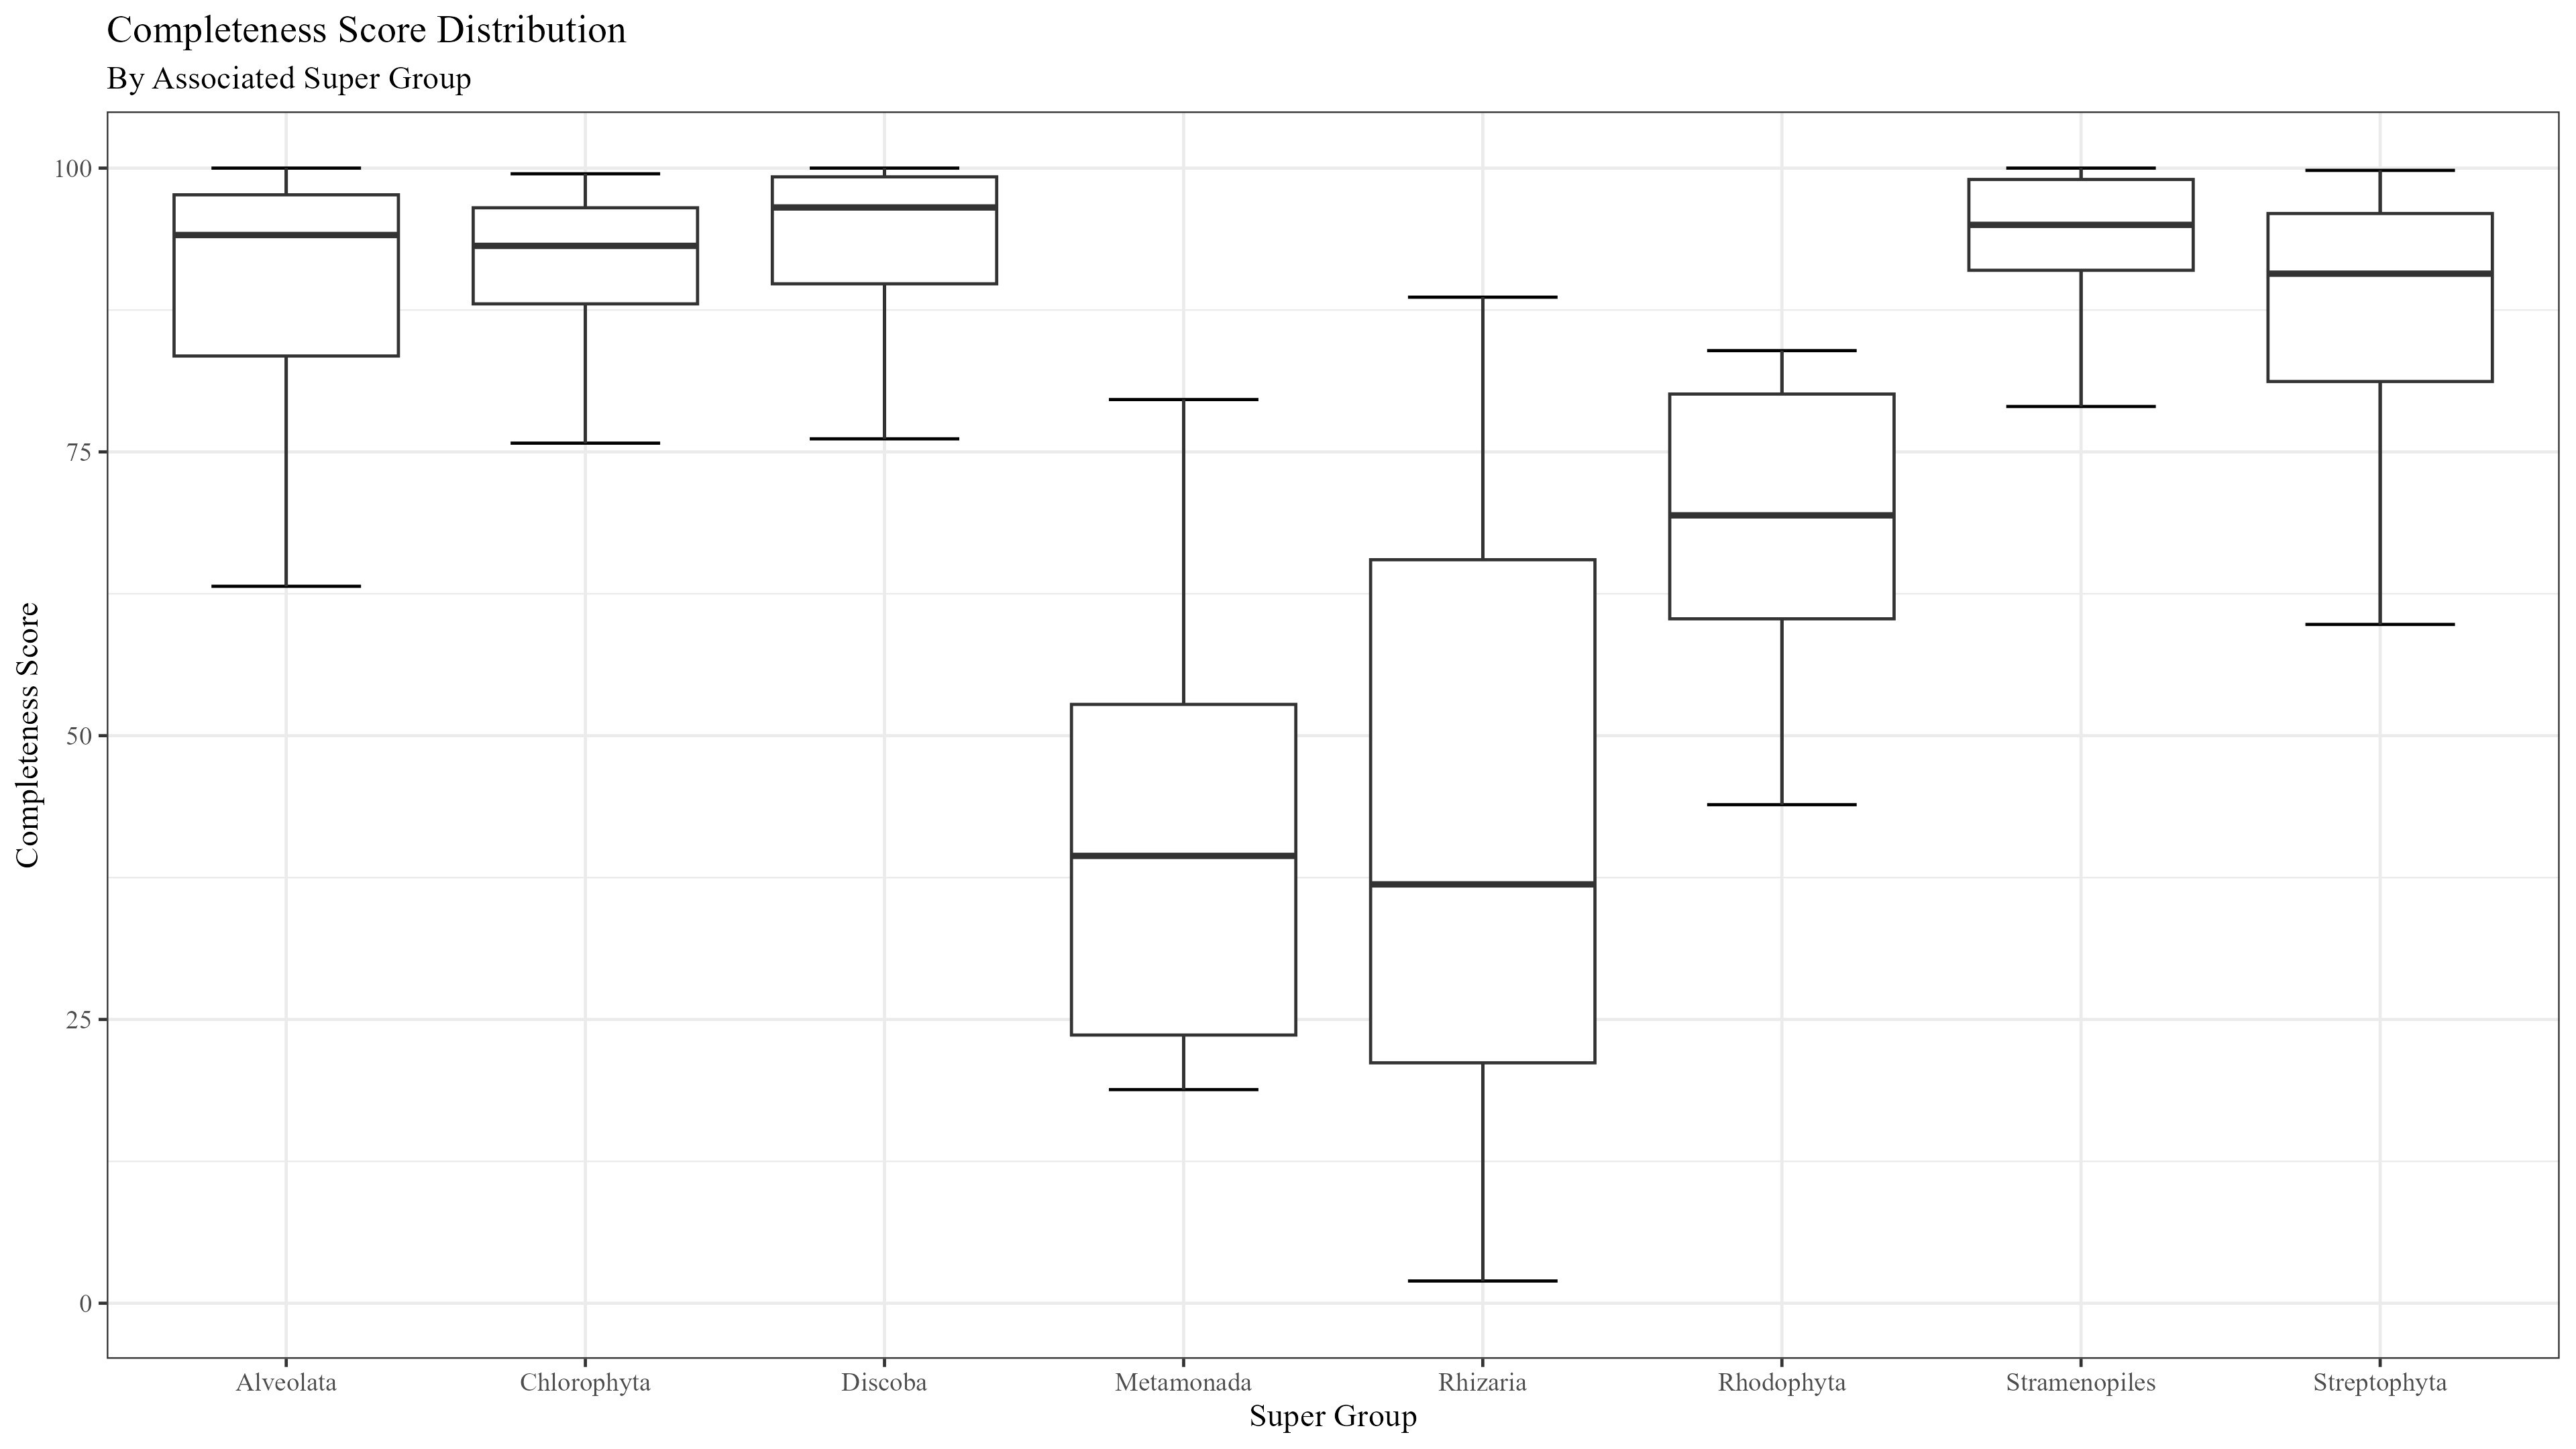 Completeness Score Distribution
By Associated Super Group
Completeness Score
100
75
50
25
0
Alveolata
Chlorophyta
Discoba
Metamonada
Rhizaria
Rhodophyta
Stramenopiles
Streptophyta
Super Group